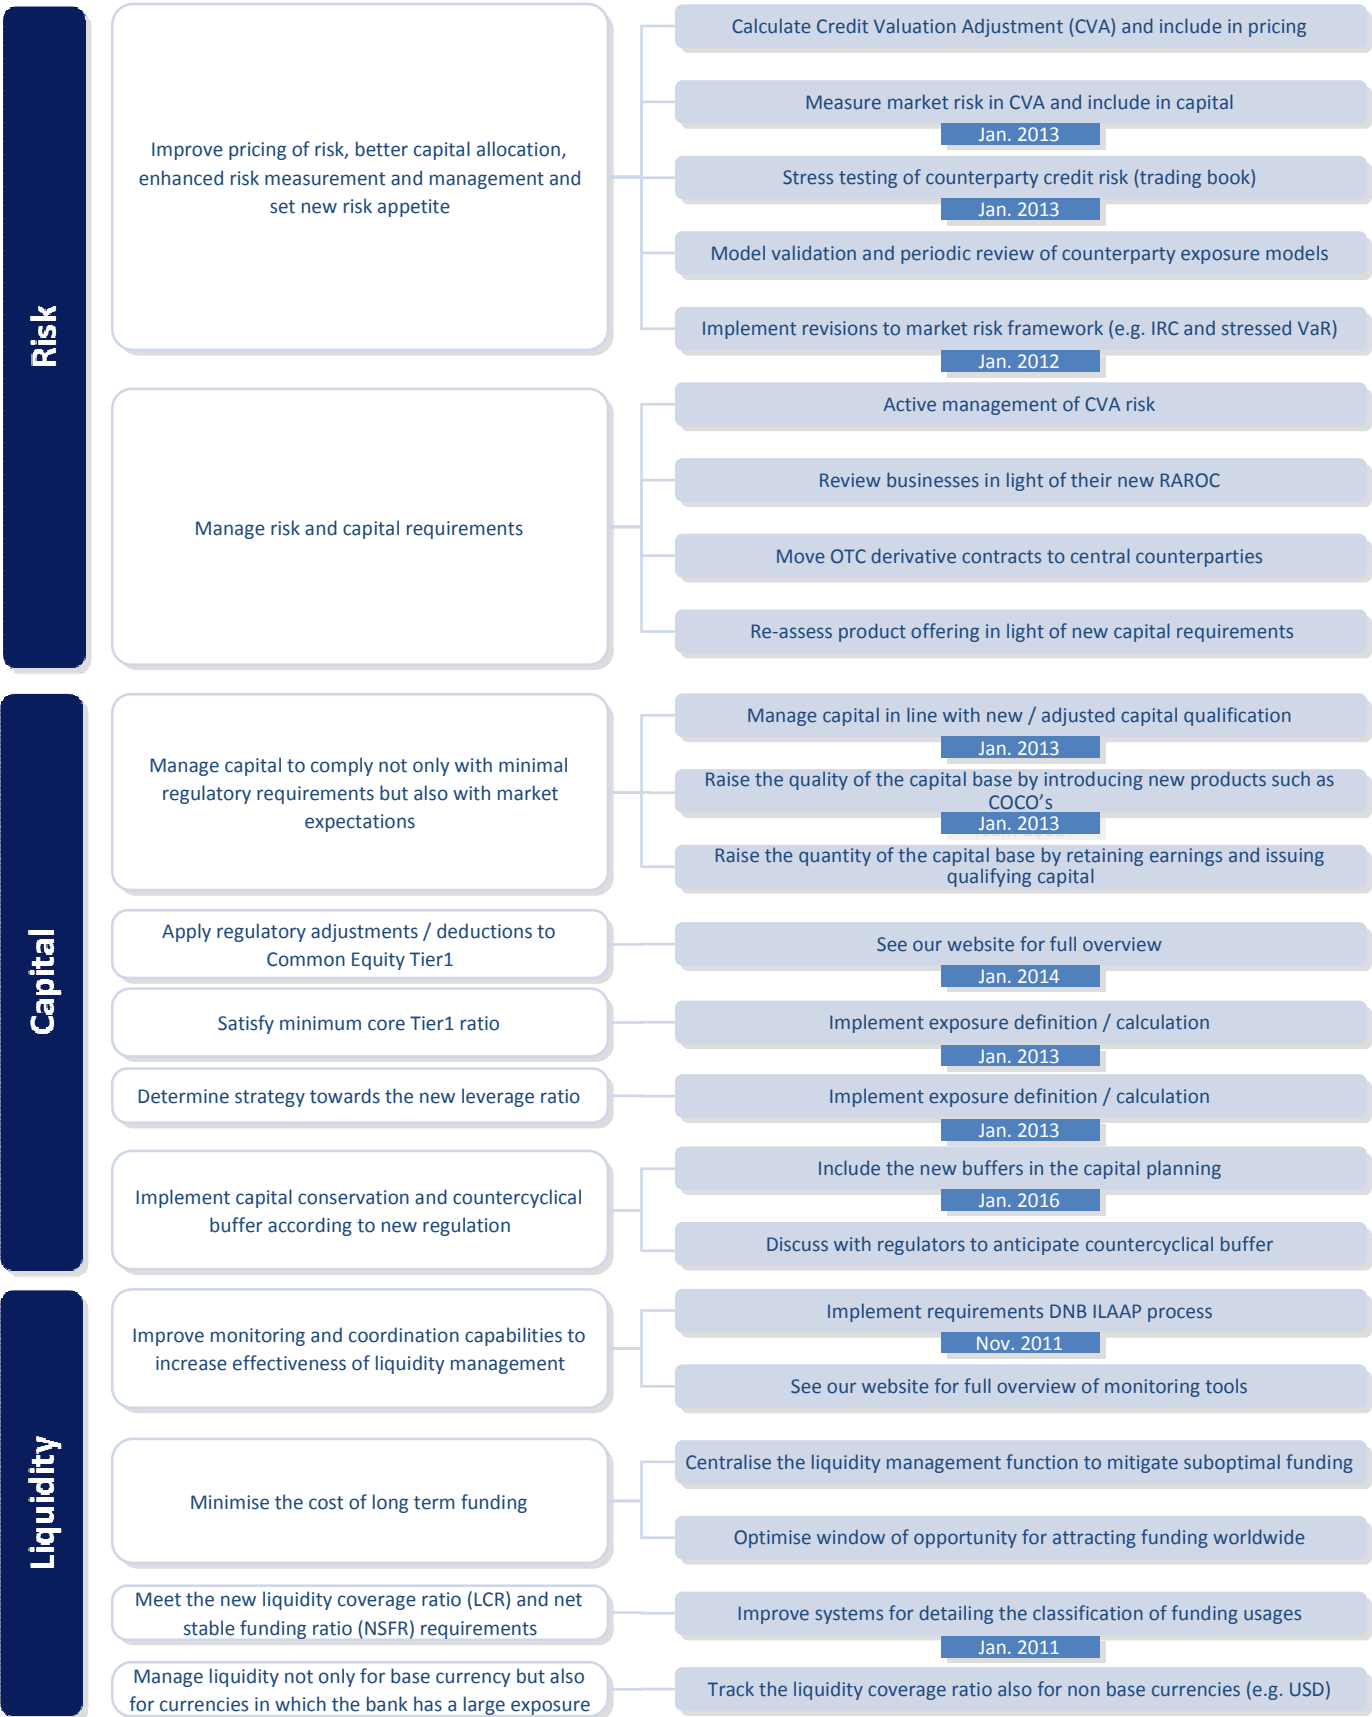 Risk
Improve pricing of risk, better capital allocation,
enhanced risk measurement and management and
set new risk appetite
Calculate Credit Valuation Adjustment (CVA) and include in pricing
Measure market risk in CVA and include in capital
Jan. 2013
Stress testing of counterparty credit risk (trading book)
Jan. 2013
Model validation and periodic review of counterparty exposure models
Implement revisions to market risk framework (e.g. IRC and stressed VaR)
Jan. 2012
Manage risk and capital requirements
Active management of CVA risk
Review businesses in light of their new RAROC
Move OTC derivative contracts to central counterparties
Re-assess product offering in light of new capital requirements
Capital
Manage capital to comply not only with minimal
regulatory requirements but also with market
expectations
Manage capital in line with new / adjusted capital qualification
Jan. 2013
Raise the quality of the capital base by introducing new products such as
COCO's
Jan. 2013
Raise the quantity of the capital base by retaining earnings and issuing
qualifying capital
Apply regulatory adjustments / deductions to
Common Equity Tier1
See our website for full overview
Jan. 2014
Satisfy minimum core Tier1 ratio
Implement exposure definition / calculation
Jan. 2013
Determine strategy towards the new leverage ratio
Implement exposure definition / calculation
Jan. 2013
Implement capital conservation and countercyclical
buffer according to new regulation
Include the new buffers in the capital planning
Jan. 2016
Discuss with regulators to anticipate countercyclical buffer
Liquidity
Improve monitoring and coordination capabilities to
increase effectiveness of liquidity management
Implement requirements DNB ILAAP process
Nov. 2011
See our website for full overview of monitoring tools
Minimise the cost of long term funding
Centralise the liquidity management function to mitigate suboptimal funding
Optimise window of opportunity for attracting funding worldwide
Meet the new liquidity coverage ratio (LCR) and net
stable funding ratio (NSFR) requirements
Improve systems for detailing the classification of funding usages
Jan. 2011
Manage liquidity not only for base currency but also
for currencies in which the bank has a large exposure
Track the liquidity coverage ratio also for non base currencies (e.g. USD)